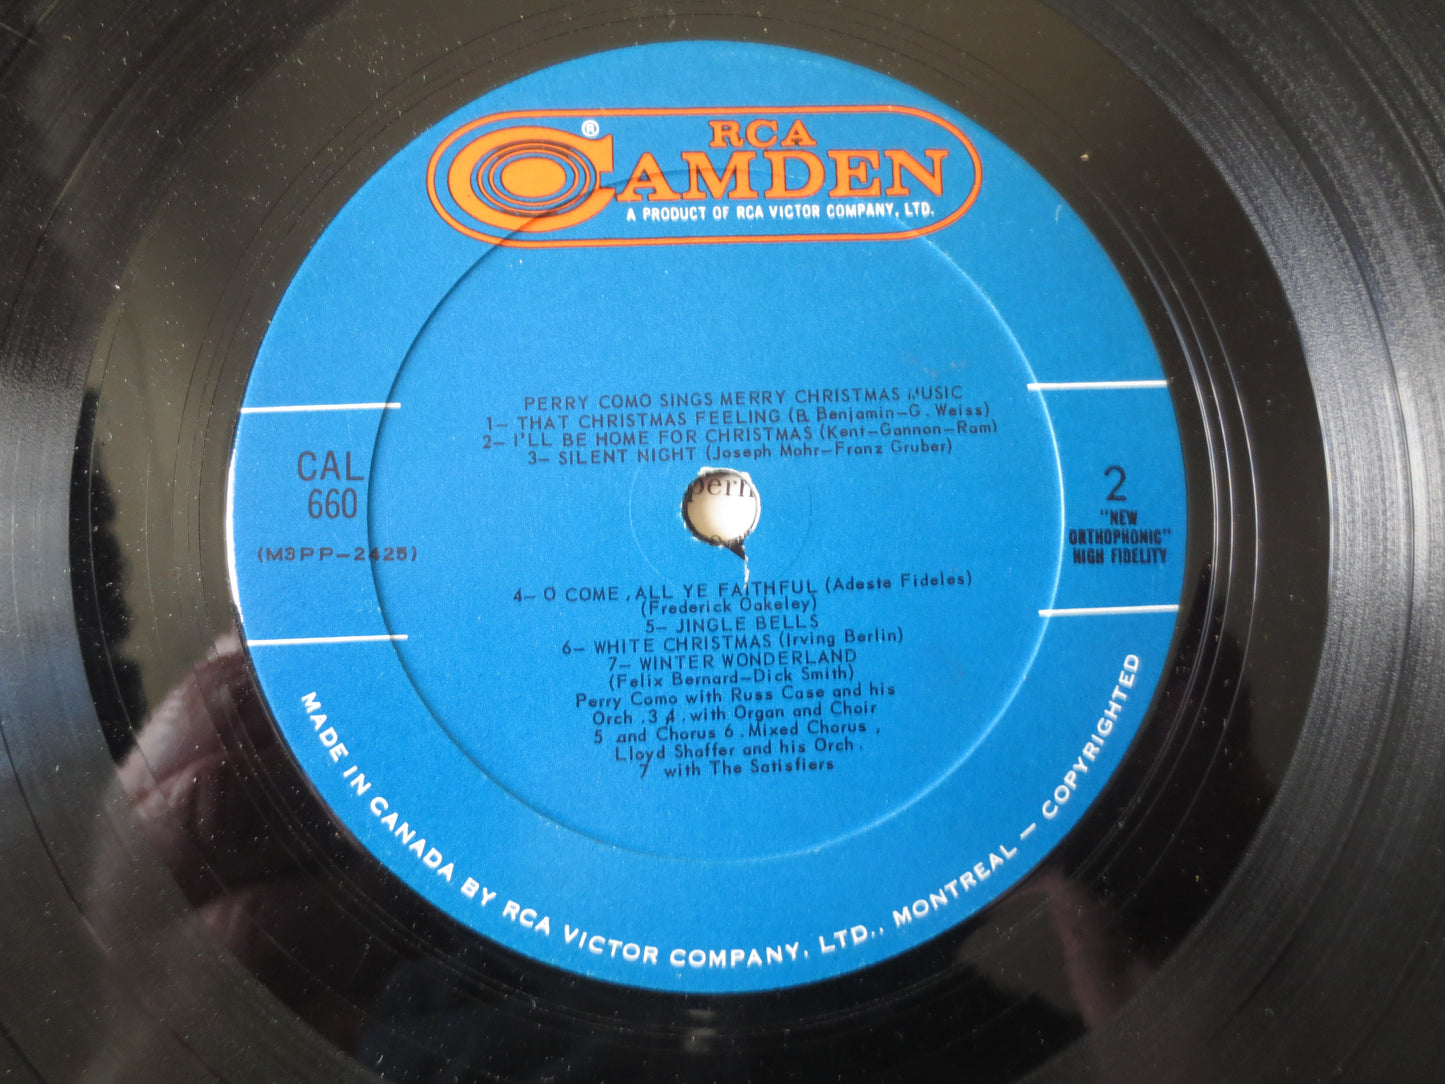 RCA
CAMDEN
®
A PRODUCT OF RCA VICTOR COMPANY, LTD.
PERRY COMO SINGS MERRY CHRISTMAS MUSIC
1- THAT CHRISTMAS FEELING (B. Benjamin-G. Weiss)
2- I'LL BE HOME FOR CHRISTMAS (Kent-Gannon-Ram)
3- SILENT NIGHT (Joseph Mohr-Franz Gruber)
CAL
660
(M3PP-2425)
2
"NEW
ORTHOPHONIC"
HIGH FIDELITY
4- O COME, ALL YE FAITHFUL (Adeste Fideles)
(Frederick Oakeley)
5- JINGLE BELLS
6- WHITE CHRISTMAS (Irving Berlin)
7- WINTER WONDERLAND
(Felix Bernard-Dick Smith)
Perry Como with Russ Case and his
Orch. 3 4, with Organ and Choir
5 and Chorus 6. Mixed Chorus,
Lloyd Shaffer and his Orch.
7 with The Satisfiers
MADE IN CANADA BY RCA VICTOR COMPANY, LTD., MONTREAL — COPYRIGHTED